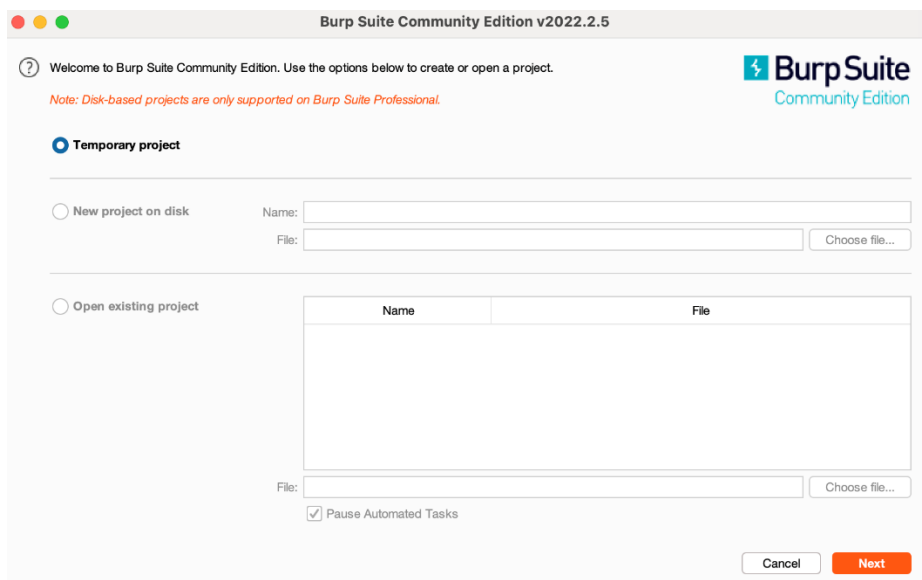 Burp Suite Community Edition v2022.2.5
? Welcome to Burp Suite Community Edition. Use the options below to create or open a project.
Note: Disk-based projects are only supported on Burp Suite Professional.
Burp Suite
Community Edition
Temporary project
New project on disk
Name:
File:
Choose file...
Open existing project
Name File
File:
Choose file...
Pause Automated Tasks
Cancel Next